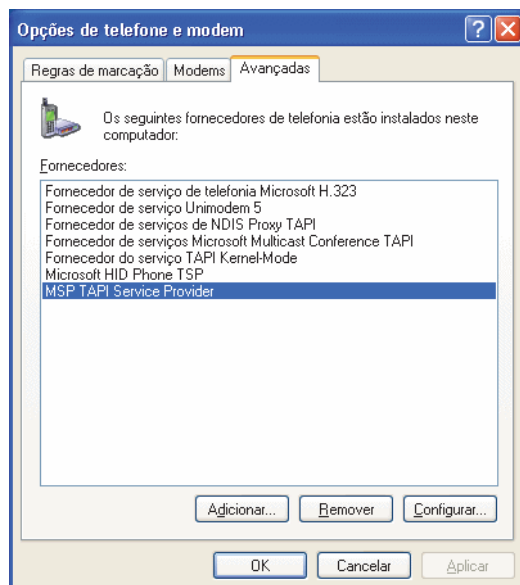 Opções de telefone e modem
Regras de marcação Modems Avançadas
Os seguintes fornecedores de telefonia estão instalados neste
computador:
Fornecedores:
Fornecedor de serviço de telefonia Microsoft H.323
Fornecedor de serviço Unimodem 5
Fornecedor de serviços de NDIS Proxy TAPI
Fornecedor de serviços Microsoft Multicast Conference TAPI
Fornecedor do serviço TAPI Kernel-Mode
Microsoft HID Phone TSP
MSP TAPI Service Provider
Adicionar... Remover Configurar...
OK Cancelar Aplicar